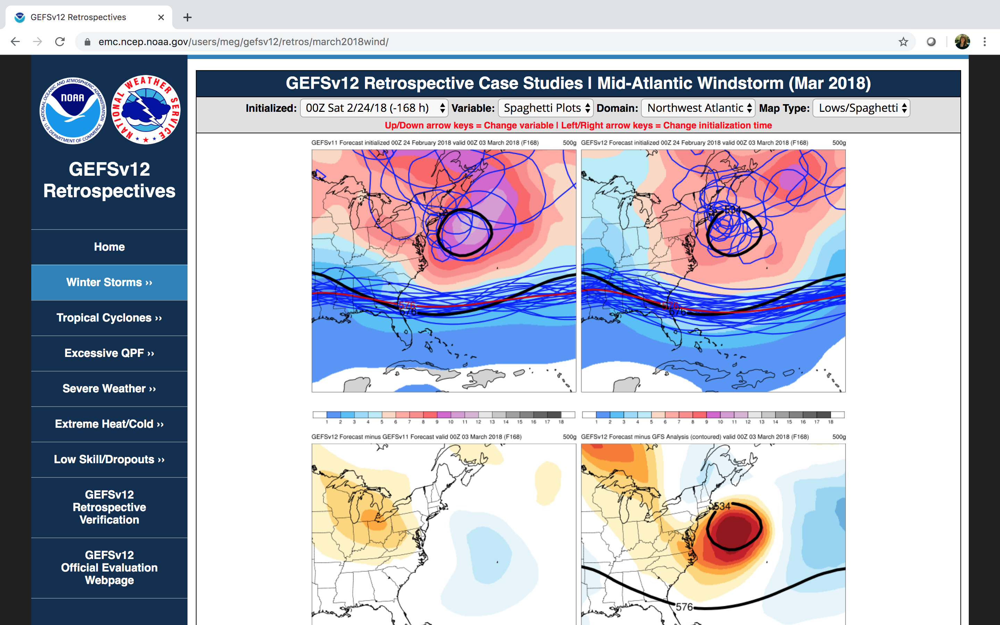 GEFSv12 Retrospectives
emc.ncep.noaa.gov/users/meg/gefsv12/retros/march2018wind/
NATIONAL OCEANIC AND ATMOSPHERIC ADMINISTRATION
NOAA
U.S. DEPARTMENT OF COMMERCE
NATIONAL WEATHER SERVICE
GEFSv12
Retrospectives
Home
Winter Storms ››
Tropical Cyclones ››
Excessive QPF ››
Severe Weather ››
Extreme Heat/Cold ››
Low Skill/Dropouts ››
GEFSv12
Retrospective
Verification
GEFSv12
Official Evaluation
Webpage
GEFSv12 Retrospective Case Studies | Mid-Atlantic Windstorm (Mar 2018)
Initialized: 00Z Sat 2/24/18 (-168 h) Variable: Spaghetti Plots Domain: Northwest Atlantic Map Type: Lows/Spaghetti
Up/Down arrow keys = Change variable | Left/Right arrow keys = Change initialization time
GEFSv11 Forecast initialized 00Z 24 February 2018 valid 00Z 03 March 2018 (F168) 500g
576
576
1 2 3 4 5 6 7 8 9 10 11 12 13 14 15 16 17 18
GEFSv12 Forecast initialized 00Z 24 February 2018 valid 00Z 03 March 2018 (F168) 500g
534
576
576
1 2 3 4 5 6 7 8 9 10 11 12 13 14 15 16 17 18
GEFSv12 Forecast minus GEFSv11 Forecast valid 00Z 03 March 2018 (F168) 500g
GEFSv12 Forecast minus GFS Analysis (contoured) valid 00Z 03 March 2018 (F168) 500g
534
576